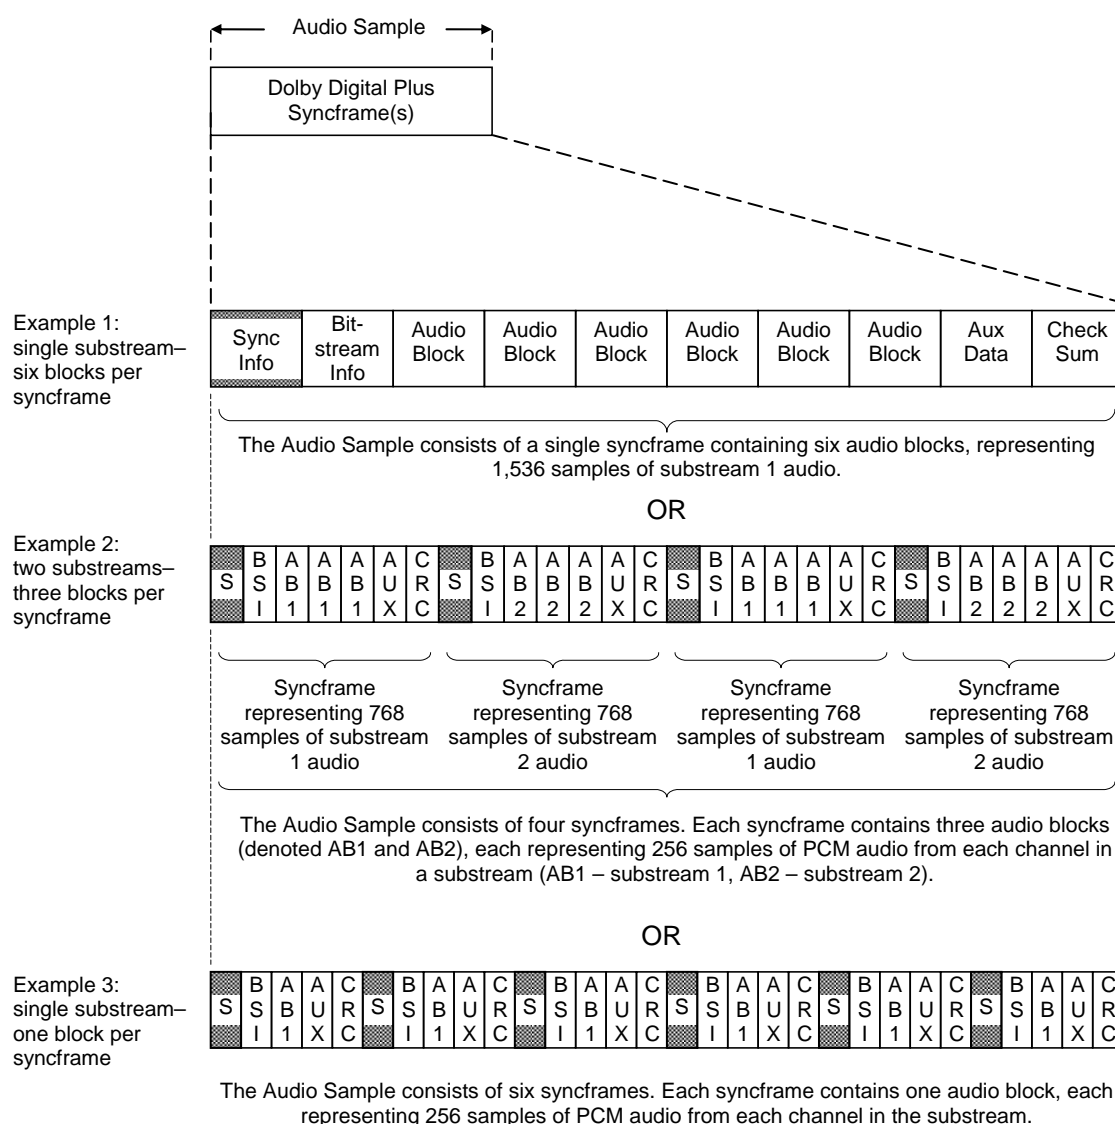 Audio Sample
Dolby Digital Plus
Syncframe(s)
Example 1:
single substream–
six blocks per
syncframe
Sync
Info
Bit-
stream
Info
Audio
Block
Audio
Block
Audio
Block
Audio
Block
Audio
Block
Audio
Block
Aux
Data
Check
Sum
The Audio Sample consists of a single syncframe containing six audio blocks, representing
1,536 samples of substream 1 audio.
OR
Example 2:
two substreams–
three blocks per
syncframe
S BSI AB1 AB1 AB1 AUX CRC S BSI AB2 AB2 AB2 AUX CRC S BSI AB1 AB1 AB1 AUX CRC S BSI AB2 AB2 AB2 AUX CRC
Syncframe
representing 768
samples of substream
1 audio
Syncframe
representing 768
samples of substream
2 audio
Syncframe
representing 768
samples of substream
1 audio
Syncframe
representing 768
samples of substream
2 audio
The Audio Sample consists of four syncframes. Each syncframe contains three audio blocks
(denoted AB1 and AB2), each representing 256 samples of PCM audio from each channel in
a substream (AB1 – substream 1, AB2 – substream 2).
OR
Example 3:
single substream–
one block per
syncframe
S BSI AB1 AUX CRC S BSI AB1 AUX CRC S BSI AB1 AUX CRC S BSI AB1 AUX CRC S BSI AB1 AUX CRC S BSI AB1 AUX CRC
The Audio Sample consists of six syncframes. Each syncframe contains one audio block, each
representing 256 samples of PCM audio from each channel in the substream.